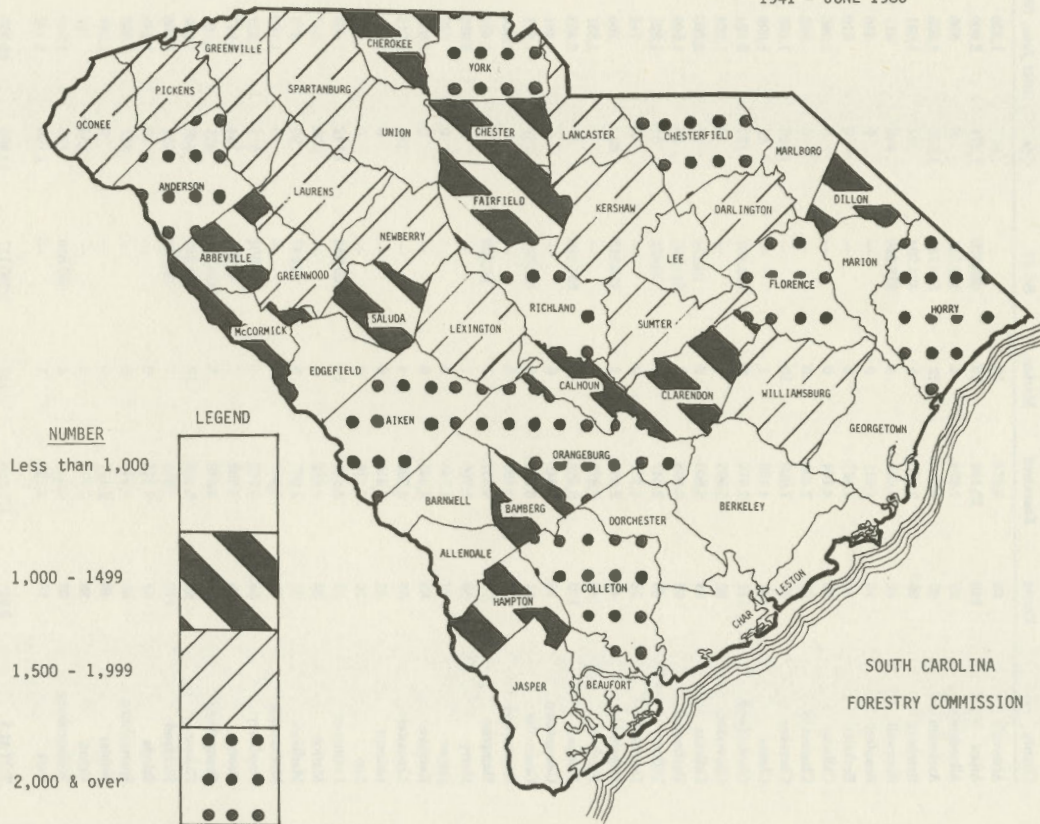 1941 - JUNE
CHEROKEE
GREENVILLE
YORK
PICKENS
SPARTANBURG
OCONEE
UNION
CHESTER
LANCASTER
CHESTERFIELD
MARLBORO
ANDERSON
LAURENS
FAIRFIELD
KERSHAW
DARLINGTON
DILLON
NEWBERRY
ABBEVILLE
GREENWOOD
LEE
MARION
FLORENCE
RICHLAND
HORRY
McCORMICK
SALUDA
LEXINGTON
SUMTER
EDGEFIELD
CALHOUN
CLARENDON
WILLIAMSBURG
AIKEN
GEORGETOWN
ORANGEBURG
BARNWELL
BAMBERG
BERKELEY
DORCHESTER
ALLENDALE
COLLETON
HAMPTON
CHAR LESTON
JASPER
BEAUFORT
LEGEND
NUMBER
Less than 1,000
1,000 - 1499
1,500 - 1,999
2,000 & over
SOUTH CAROLINA
FORESTRY COMMISSION